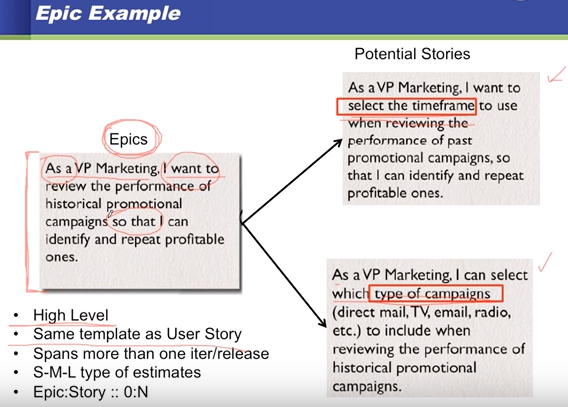 Epic Example
Potential Stories
Epics
As a VP Marketing, I want to
review the performance of
historical promotional
campaigns so that I can
identify and repeat profitable
ones.
As a VP Marketing, I want to
select the timeframe to use
when reviewing the
performance of past
promotional campaigns, so
that I can identify and repeat
profitable ones.
As a VP Marketing, I can select
which type of campaigns
(direct mail, TV, email, radio,
etc.) to include when
reviewing the performance of
historical promotional
campaigns.
• High Level
• Same template as User Story
• Spans more than one iter/release
• S-M-L type of estimates
• Epic:Story :: 0:N